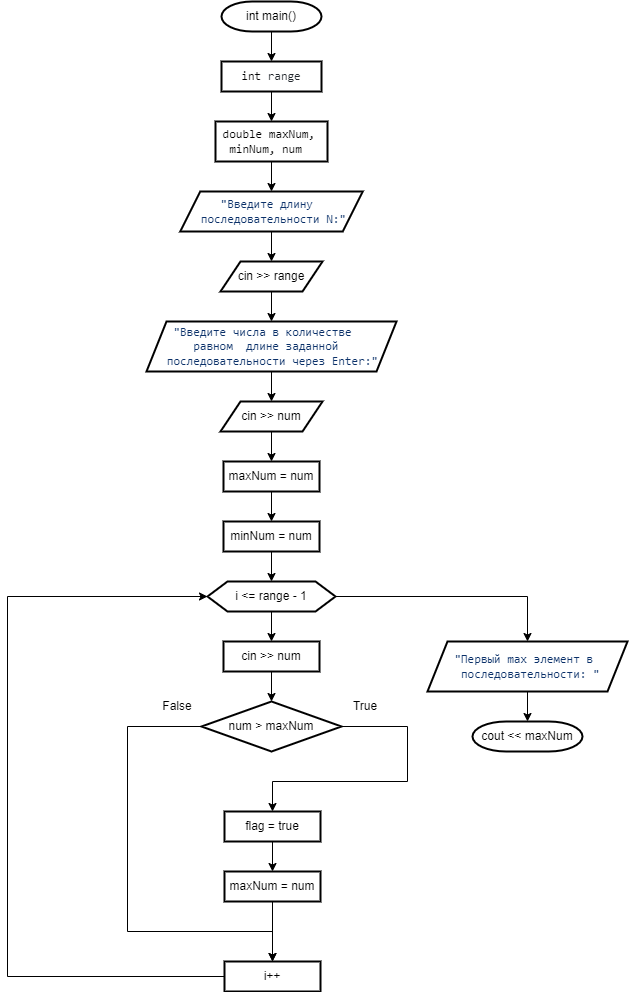 int main()
int range
double maxNum,
minNum, num
"Введите длину
последовательности N:"
cin >> range
"Введите числа в количестве
равном длине заданной
последовательности через Enter:"
cin >> num
maxNum = num
minNum = num
i <= range - 1
cin >> num
"Первый max элемент в
последовательности: "
False
True
num > maxNum
cout << maxNum
flag = true
maxNum = num
i++